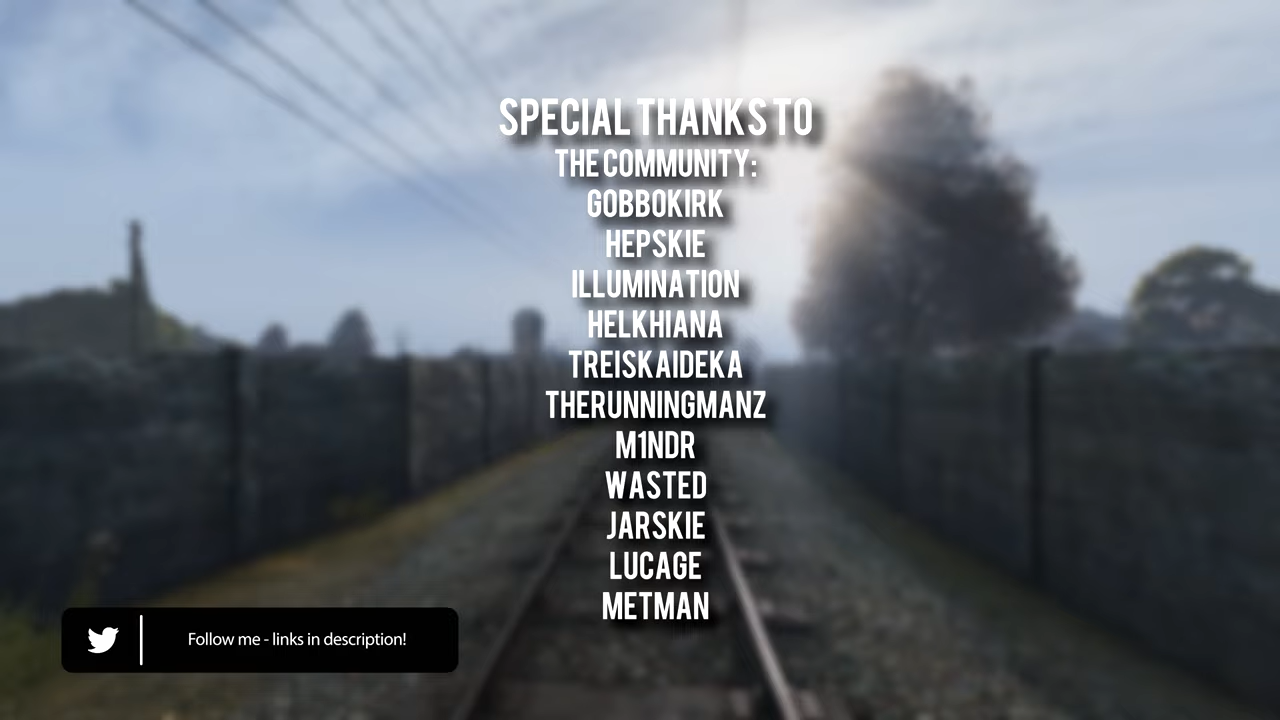 SPECIAL THANKS TO
THE COMMUNITY:
GOBBOKIRK
HEPSKIE
ILLUMINATION
HELKHIANA
TREISKAIDEKA
THERUNNINGMANZ
M1NDR
WASTED
JARSKIE
LUCAGE
METMAN
Follow me - links in description!